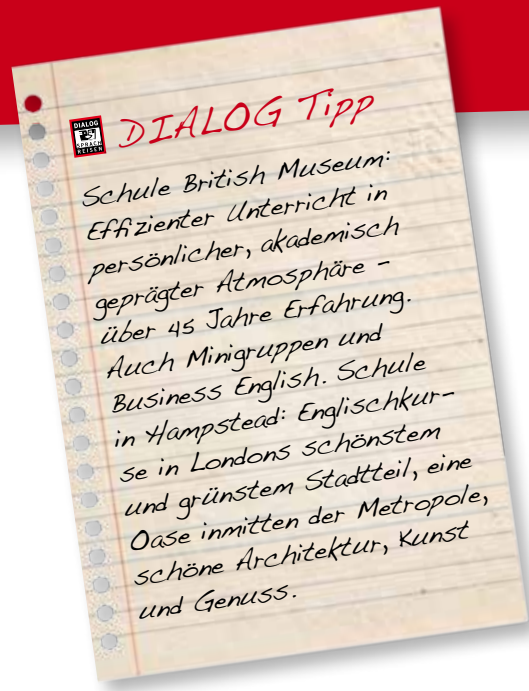 DIALOG
SPRACH
REISEN
DIALOG Tipp
Schule British Museum:
Effizienter Unterricht in
persönlicher, akademisch
geprägter Atmosphäre –
über 45 Jahre Erfahrung.
Auch Minigruppen und
Business English. Schule
in Hampstead: Englischkur-
se in Londons schönstem
und grünstem Stadtteil, eine
Oase inmitten der Metropole,
schöne Architektur, Kunst
und Genuss.